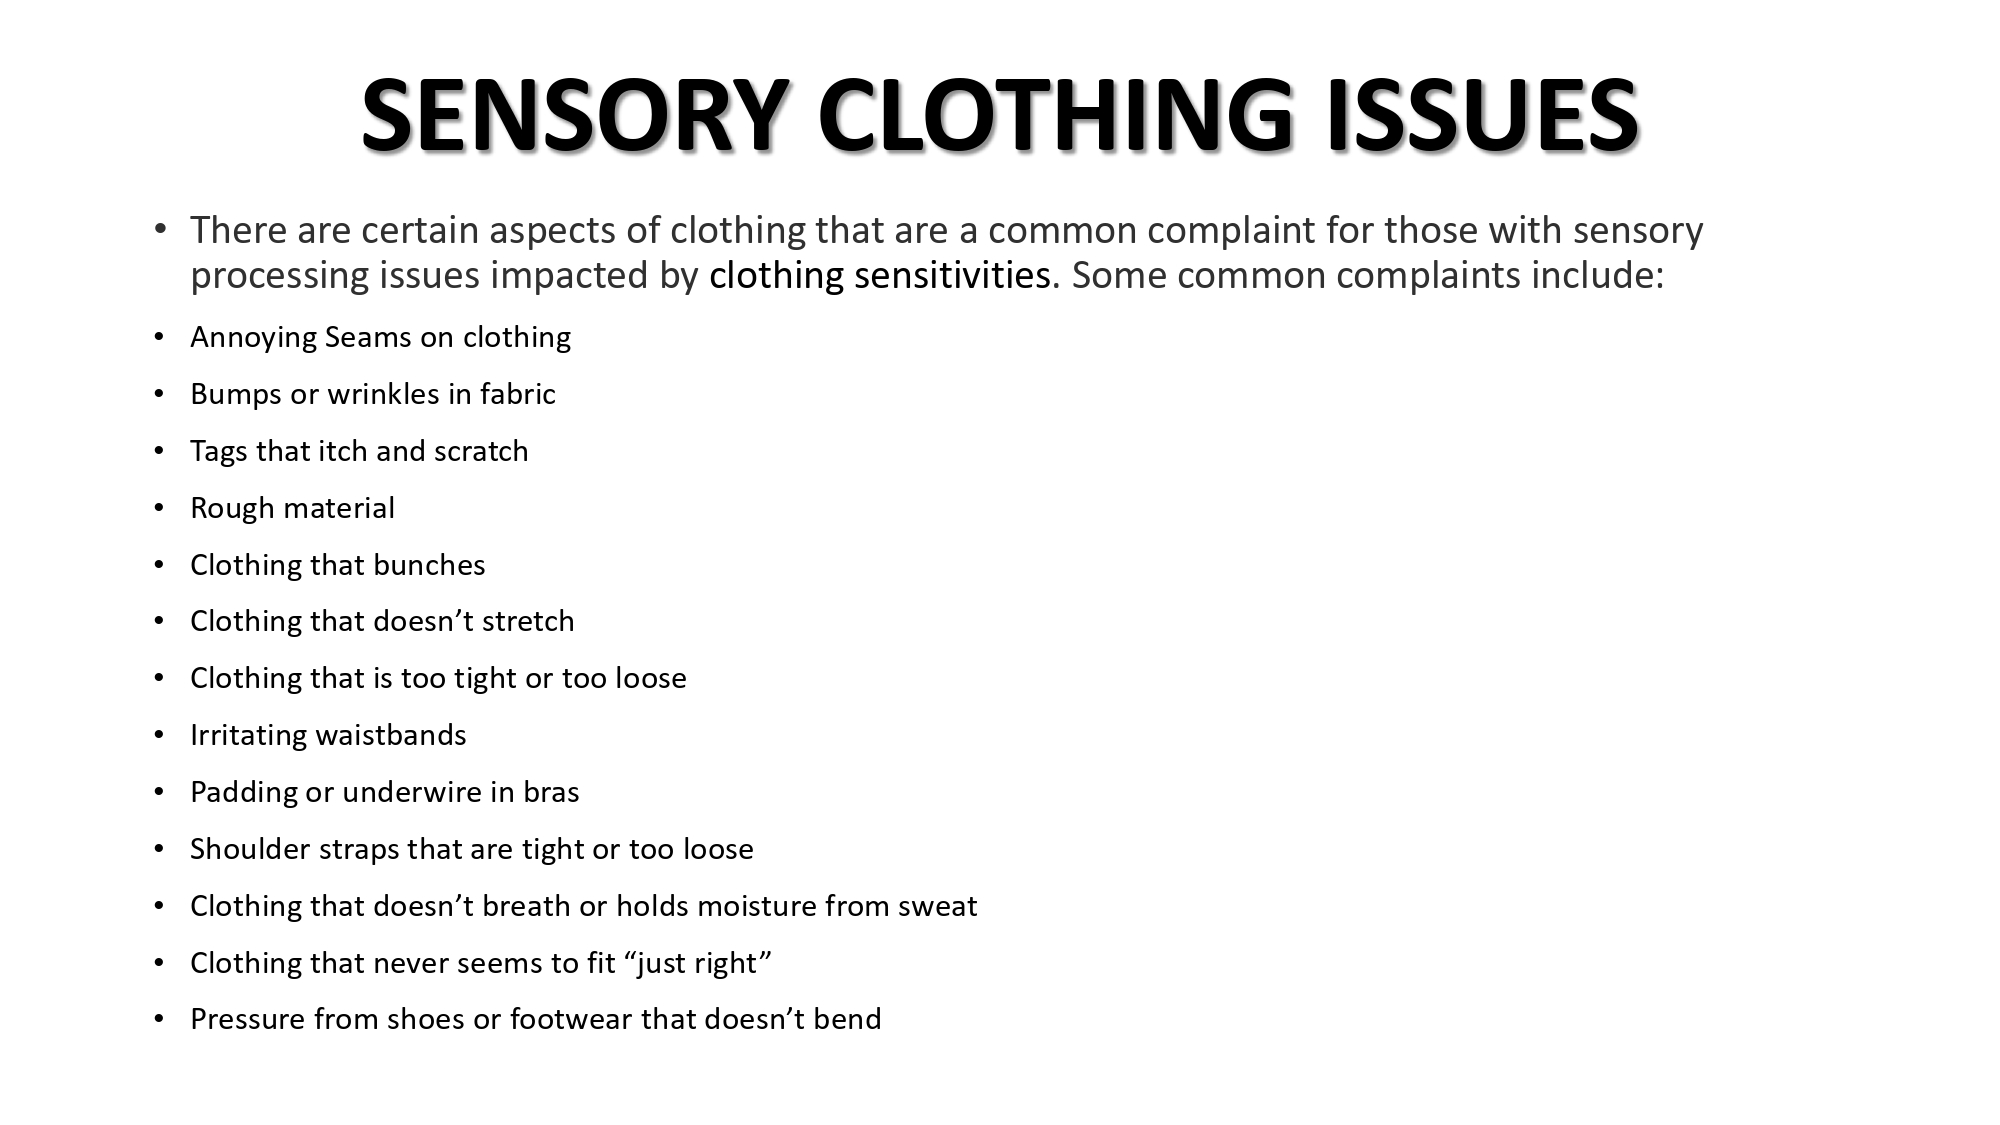 SENSORY CLOTHING ISSUES
• There are certain aspects of clothing that are a common complaint for those with sensory
processing issues impacted by clothing sensitivities. Some common complaints include:
• Annoying Seams on clothing
• Bumps or wrinkles in fabric
• Tags that itch and scratch
• Rough material
• Clothing that bunches
• Clothing that doesn’t stretch
• Clothing that is too tight or too loose
• Irritating waistbands
• Padding or underwire in bras
• Shoulder straps that are tight or too loose
• Clothing that doesn’t breath or holds moisture from sweat
• Clothing that never seems to fit “just right”
• Pressure from shoes or footwear that doesn’t bend